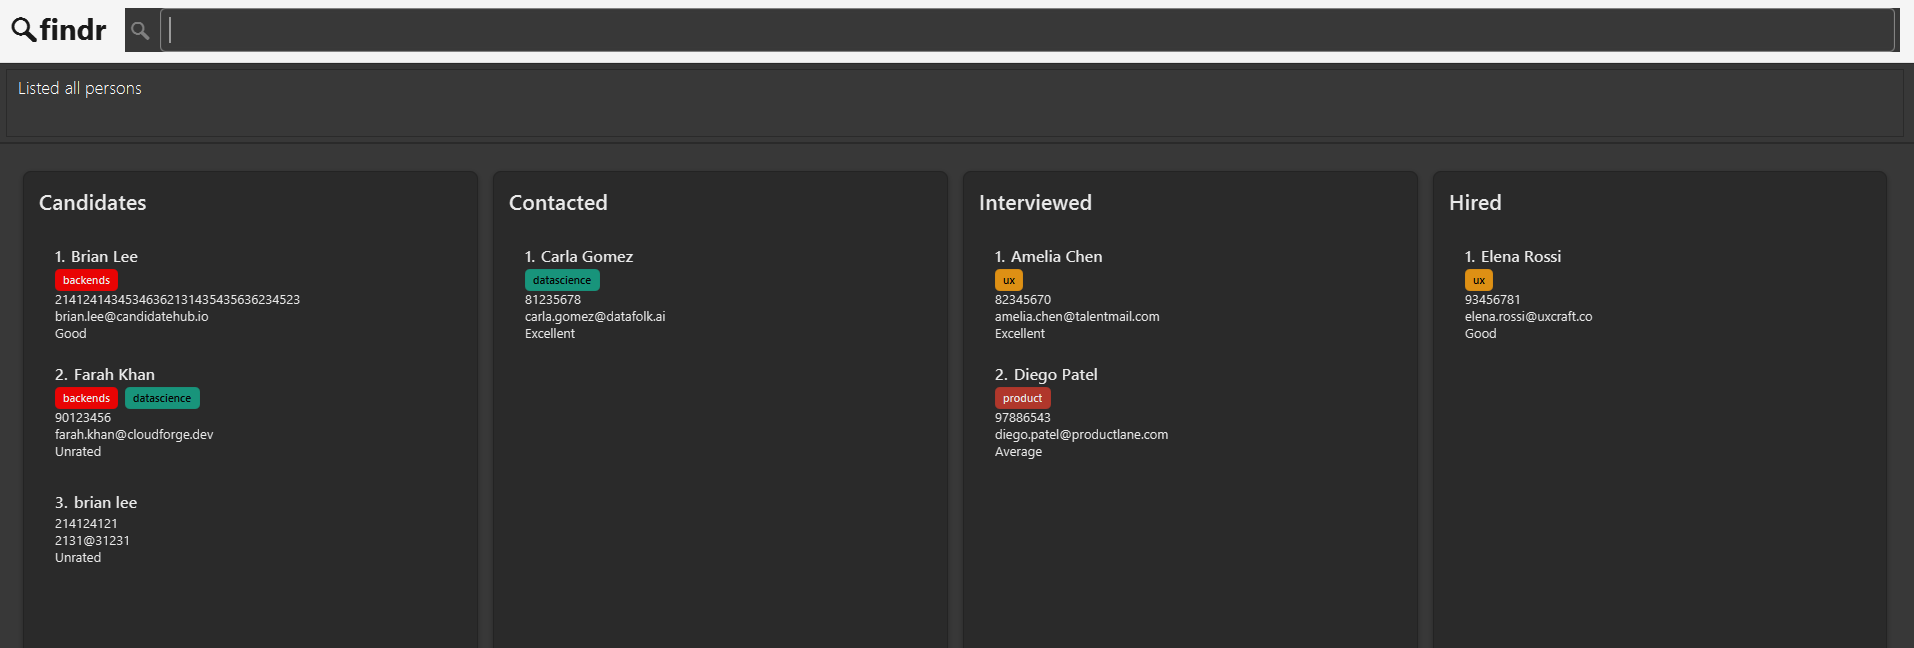 findr
Listed all persons
Candidates
1. Brian Lee
backends
21412414345346362131435435636234523
brian.lee@candidatehub.io
Good
2. Farah Khan
backends datascience
90123456
farah.khan@cloudforge.dev
Unrated
3. brian lee
214124121
2131@31231
Unrated
Contacted
1. Carla Gomez
datascience
81235678
carla.gomez@datafolk.ai
Excellent
Interviewed
1. Amelia Chen
ux
82345670
amelia.chen@talentmail.com
Excellent
2. Diego Patel
product
97886543
diego.patel@productlane.com
Average
Hired
1. Elena Rossi
ux
93456781
elena.rossi@uxcraft.co
Good